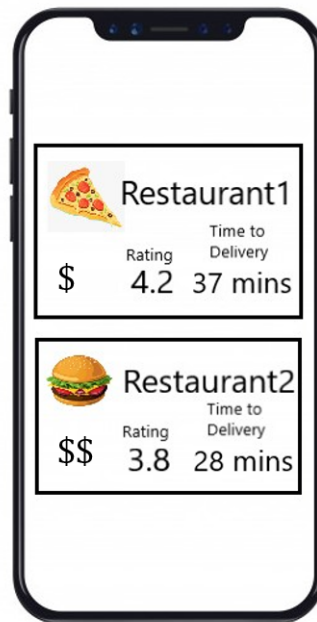 Restaurant1
Time to
Delivery
Rating
$
4.2
37 mins
Restaurant2
Time to
Delivery
Rating
$$
3.8
28 mins